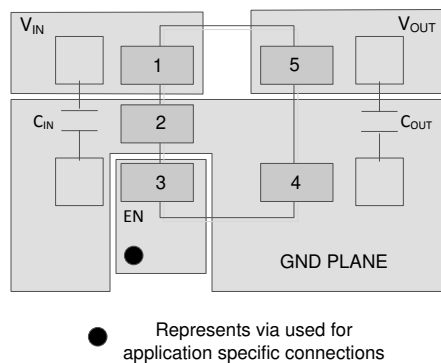 VIN
VOUT
1
5
CIN
2
COUT
3
4
EN
GND PLANE
Represents via used for
application specific connections